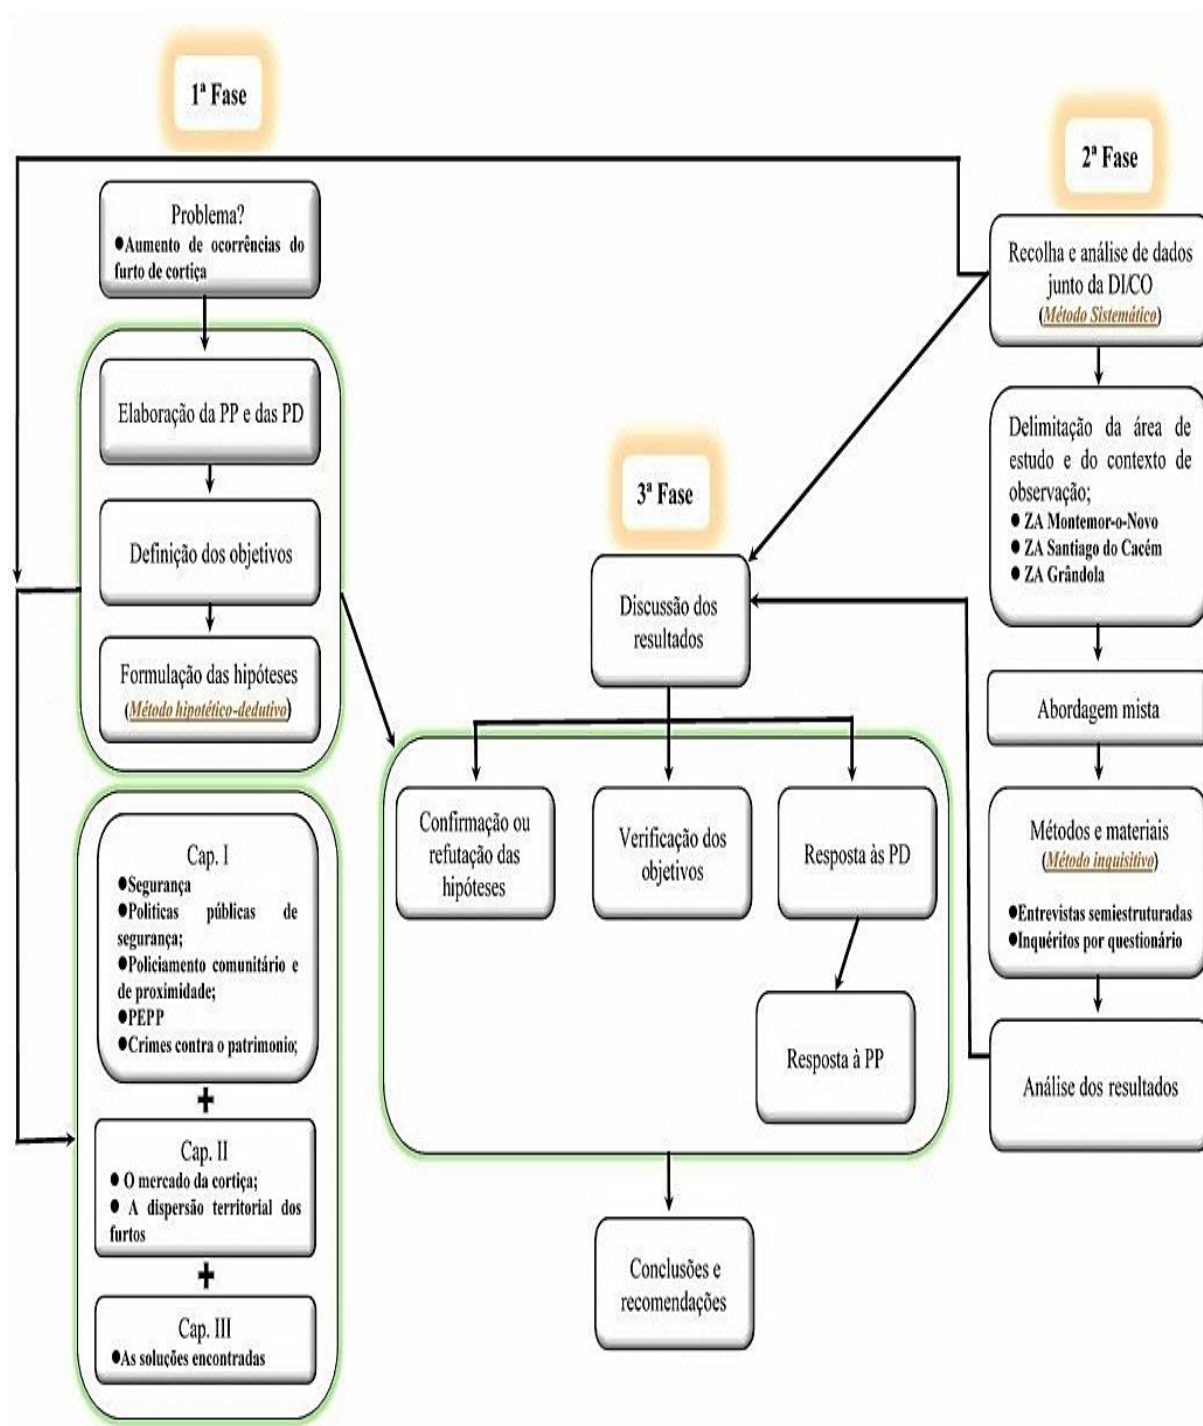 1ª Fase
Problema?
●Aumento de ocorrências do
furto de cortiça
Elaboração da PP e das PD
Definição dos objetivos
Formulação das hipóteses
(Método hipotético-dedutivo)
Cap. I
●Segurança
●Politicas públicas de
segurança;
●Policiamento comunitário e
de proximidade;
●PEPP
●Crimes contra o patrimonio;
+
Cap. II
● O mercado da cortiça;
● A dispersão territorial dos
furtos
+
Cap. III
●As soluções encontradas
2ª Fase
Recolha e análise de dados
junto da DI/CO
(Método Sistemático)
Delimitação da área de
estudo e do contexto de
observação;
● ZA Montemor-o-Novo
● ZA Santiago do Cacém
● ZA Grândola
Abordagem mista
Métodos e materiais
(Método inquisitivo)
●Entrevistas semiestruturadas
●Inquéritos por questionário
Análise dos resultados
3ª Fase
Discussão dos
resultados
Confirmação ou
refutação das
hipóteses
Verificação dos
objetivos
Resposta às PD
Resposta à PP
Conclusões e
recomendações